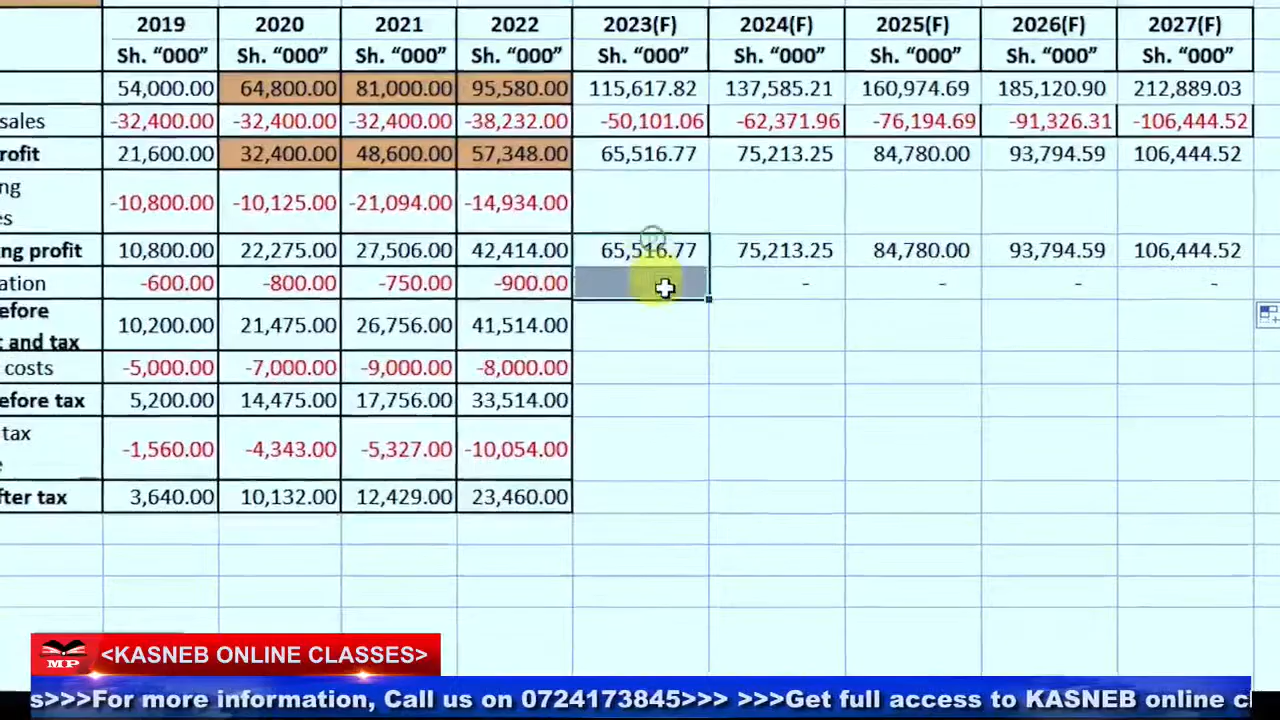 2019 2020 2021 2022 2023(F) 2024(F) 2025(F) 2026(F) 2027(F)
Sh. “000” Sh. “000” Sh. “000” Sh. “000” Sh. “000” Sh. “000” Sh. “000” Sh. “000” Sh. “000”
54,000.00 64,800.00 81,000.00 95,580.00 115,617.82 137,585.21 160,974.69 185,120.90 212,889.03
sales -32,400.00 -32,400.00 -32,400.00 -38,232.00 -50,101.06 -62,371.96 -76,194.69 -91,326.31 -106,444.52
rofit 21,600.00 32,400.00 48,600.00 57,348.00 65,516.77 75,213.25 84,780.00 93,794.59 106,444.52
ng
es -10,800.00 -10,125.00 -21,094.00 -14,934.00
ng profit 10,800.00 22,275.00 27,506.00 42,414.00 65,516.77 75,213.25 84,780.00 93,794.59 106,444.52
ation -600.00 -800.00 -750.00 -900.00 - - - -
efore
t and tax 10,200.00 21,475.00 26,756.00 41,514.00
costs -5,000.00 -7,000.00 -9,000.00 -8,000.00
efore tax 5,200.00 14,475.00 17,756.00 33,514.00
tax
e -1,560.00 -4,343.00 -5,327.00 -10,054.00
fter tax 3,640.00 10,132.00 12,429.00 23,460.00
MP <KASNEB ONLINE CLASSES>
s>>>For more information, Call us on 0724173845>>> >>>Get full access to KASNEB online cl